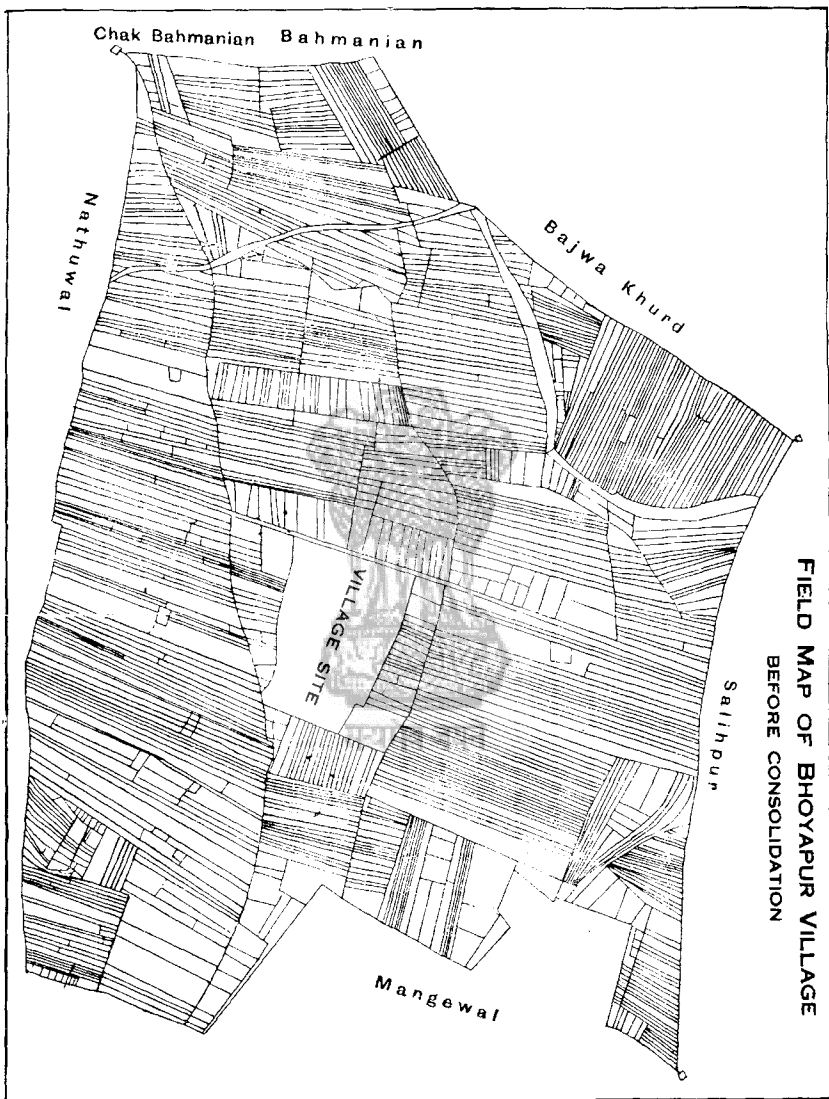 FIELD MAP OF BHOYAPUR VILLAGE
BEFORE CONSOLIDATION
Chak Bahmanian Bahmanian
Bajwa Khurd
Nathuwal
Salihpur
VILLAGE SITE
Mangewal